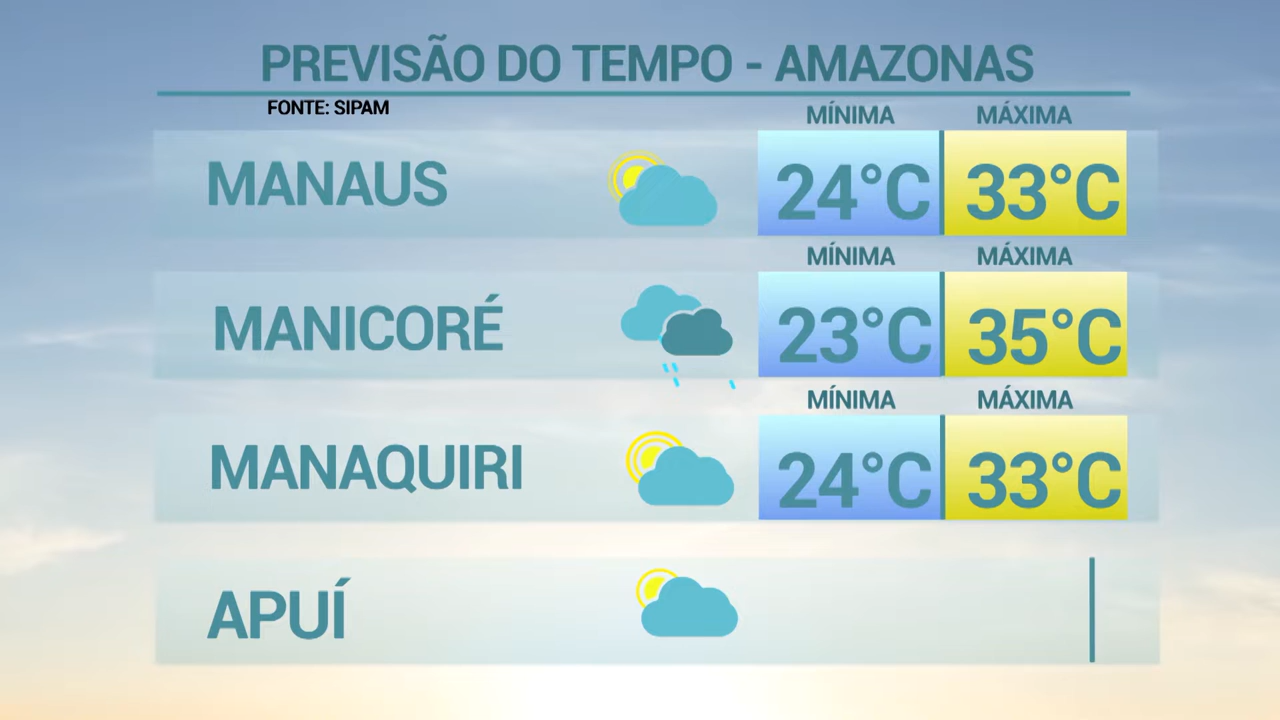 PREVISÃO DO TEMPO - AMAZONAS
FONTE: SIPAM
MÍNIMA MÁXIMA
MANAUS 24°C 33°C
MÍNIMA MÁXIMA
MANICORÉ 23°C 35°C
MÍNIMA MÁXIMA
MANAQUIRI 24°C 33°C
APUÍ